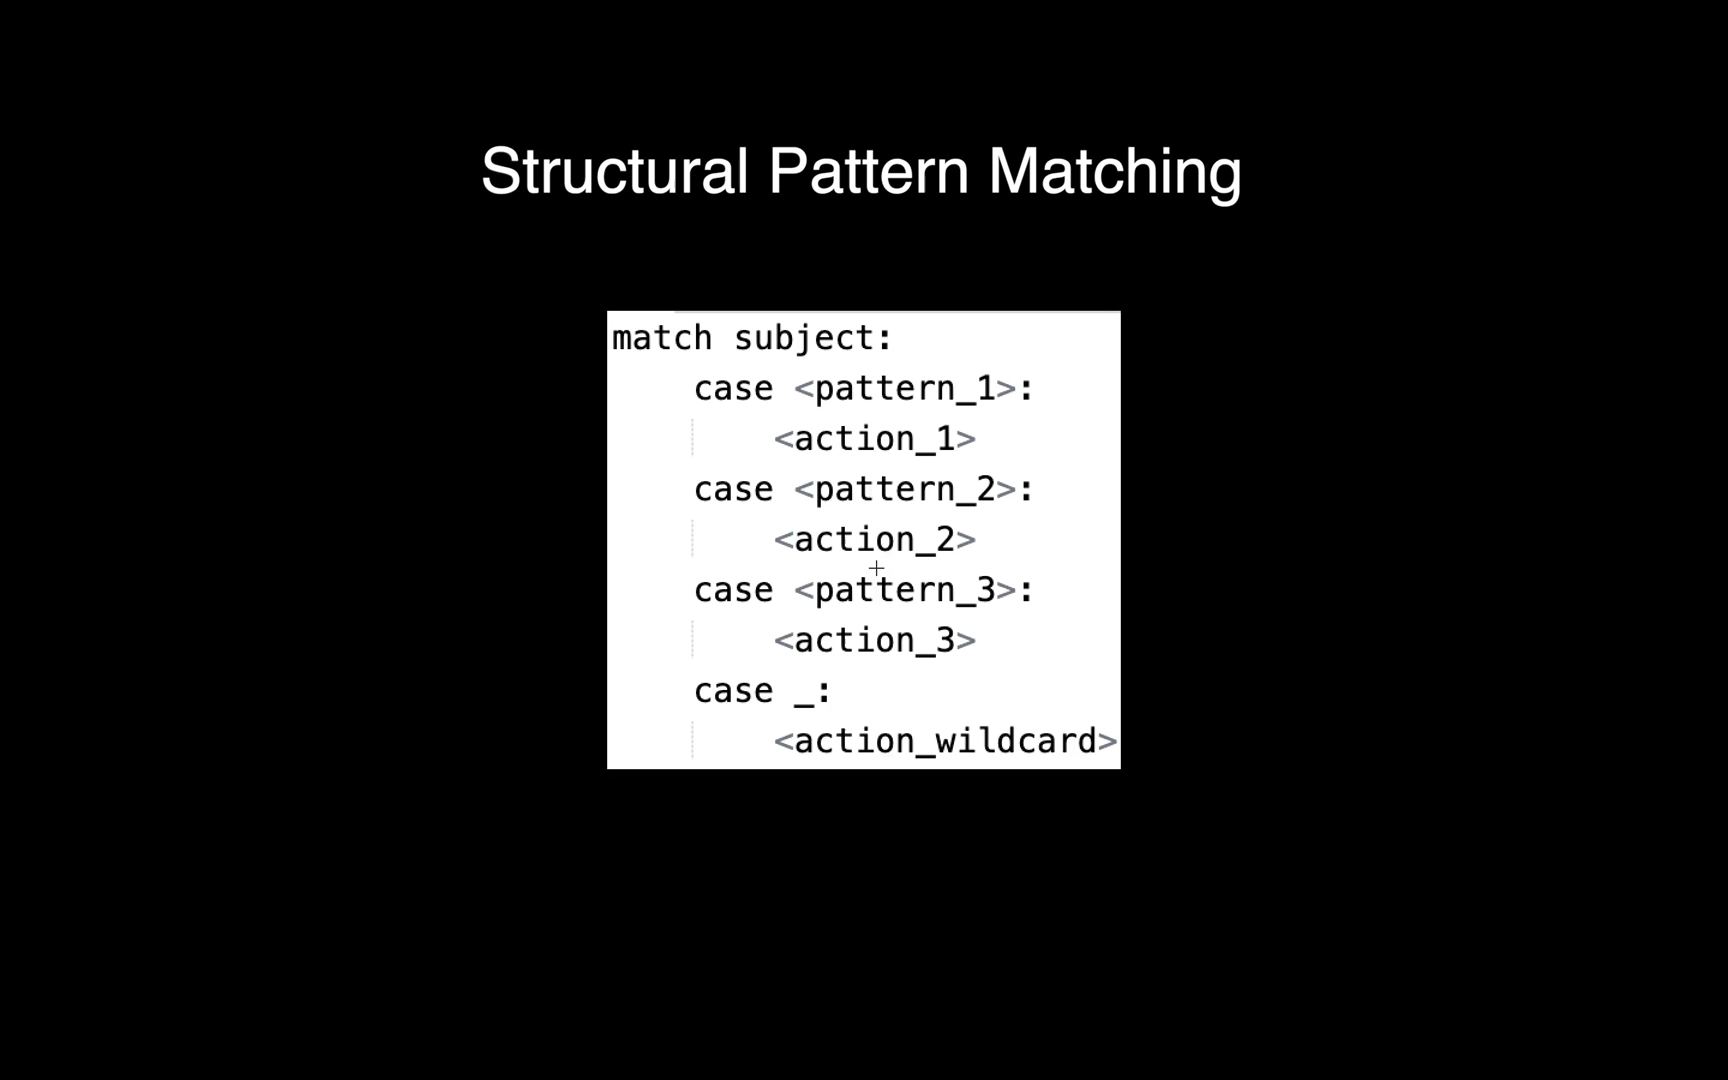 Structural Pattern Matching
match subject:
case <pattern_1>:
<action_1>
case <pattern_2>:
<action_2>
case <pattern_3>:
<action_3>
case _:
<action_wildcard>